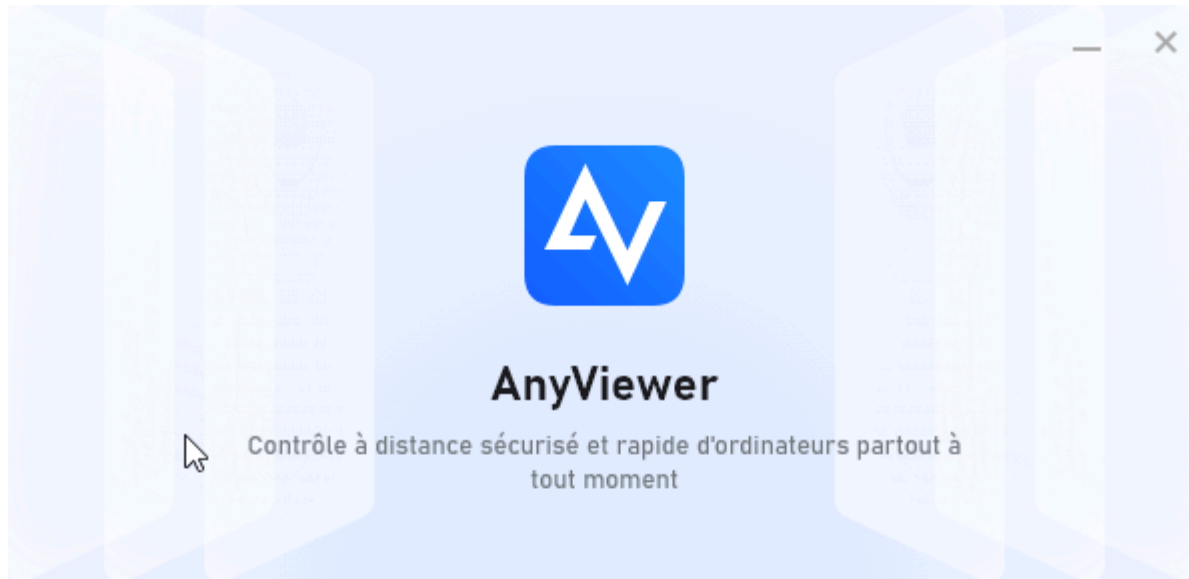 AnyViewer
Contrôle à distance sécurisé et rapide d'ordinateurs partout à
tout moment